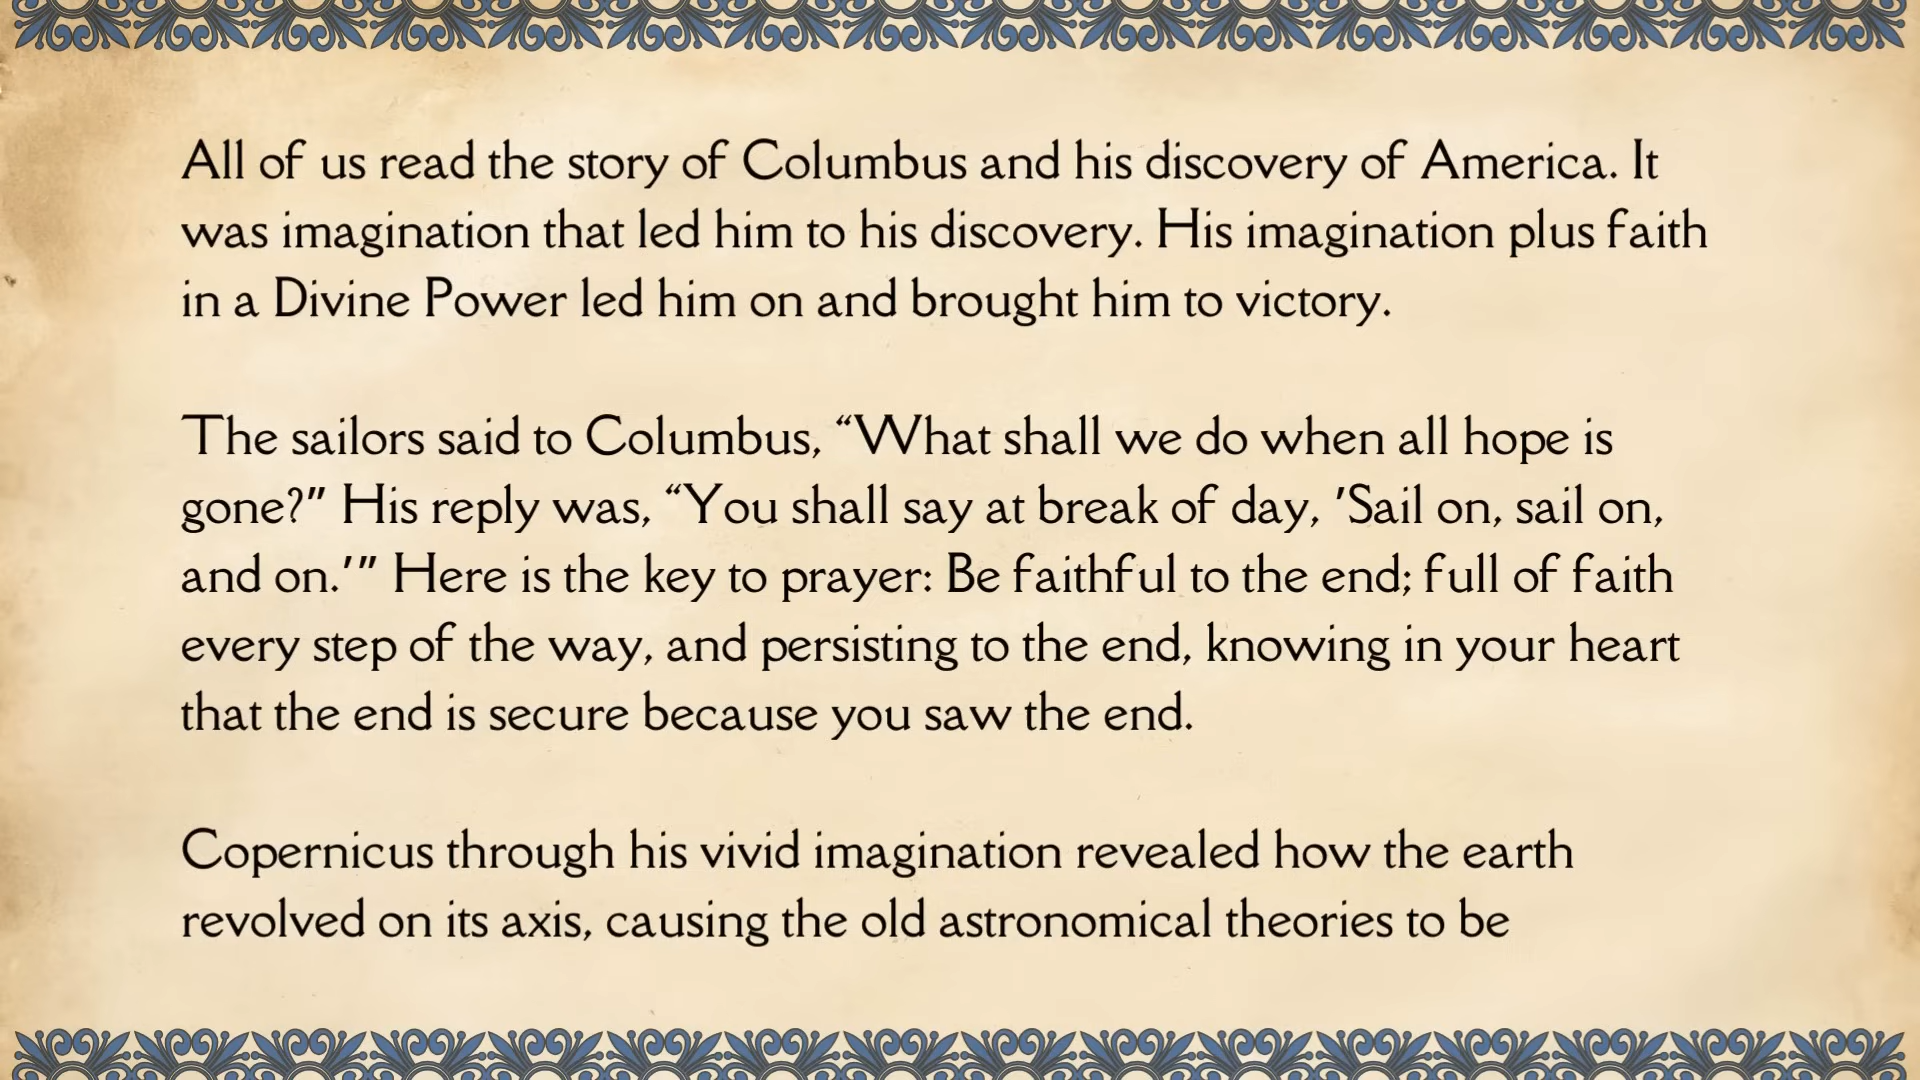 All of us read the story of Columbus and his discovery of America. It
was imagination that led him to his discovery. His imagination plus faith
in a Divine Power led him on and brought him to victory.
The sailors said to Columbus, “What shall we do when all hope is
gone?” His reply was, “You shall say at break of day, 'Sail on, sail on,
and on.'” Here is the key to prayer: Be faithful to the end; full of faith
every step of the way, and persisting to the end, knowing in your heart
that the end is secure because you saw the end.
Copernicus through his vivid imagination revealed how the earth
revolved on its axis, causing the old astronomical theories to be